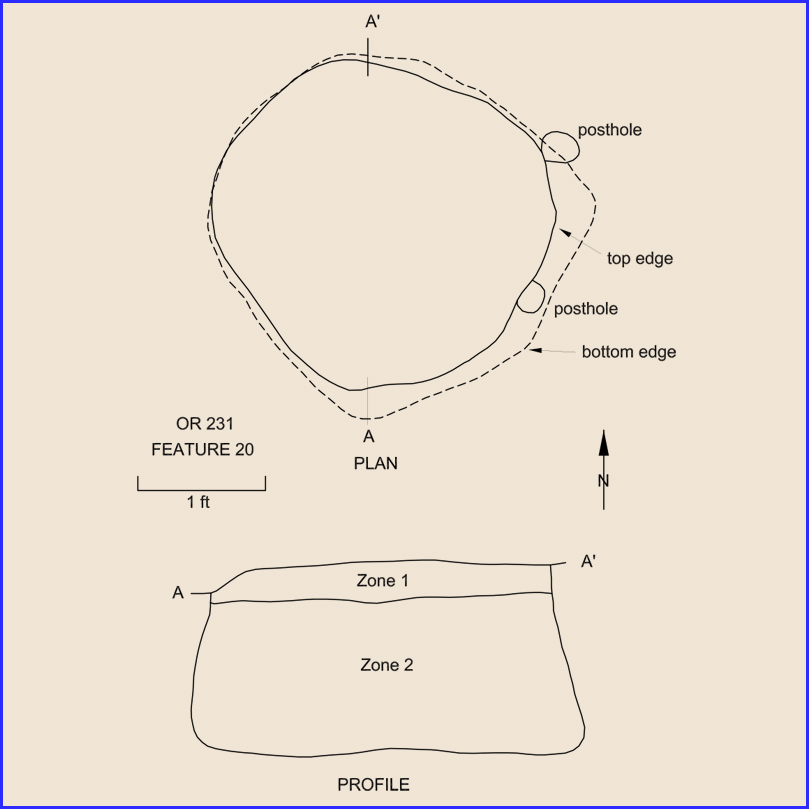 A'
posthole
top edge
posthole
bottom edge
A
OR 231
FEATURE 20
PLAN
1 ft
N
A'
A
Zone 1
Zone 2
PROFILE